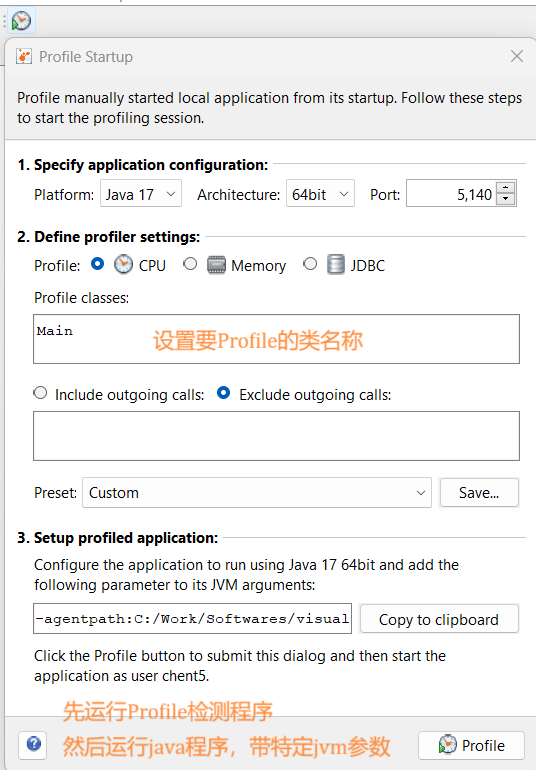 Profile Startup
Profile manually started local application from its startup. Follow these steps
to start the profiling session.
1. Specify application configuration:
Platform: Java 17 Architecture: 64bit Port: 5,140
2. Define profiler settings:
Profile: CPU Memory JDBC
Profile classes:
Main
设置要Profile的类名称
Include outgoing calls: Exclude outgoing calls:
Preset: Custom Save...
3. Setup profiled application:
Configure the application to run using Java 17 64bit and add the
following parameter to its JVM arguments:
-agentpath:C:/Work/Softwares/visual Copy to clipboard
Click the Profile button to submit this dialog and then start the
application as user chent5.
先运行Profile检测程序
然后运行java程序，带特定jvm参数
? Profile